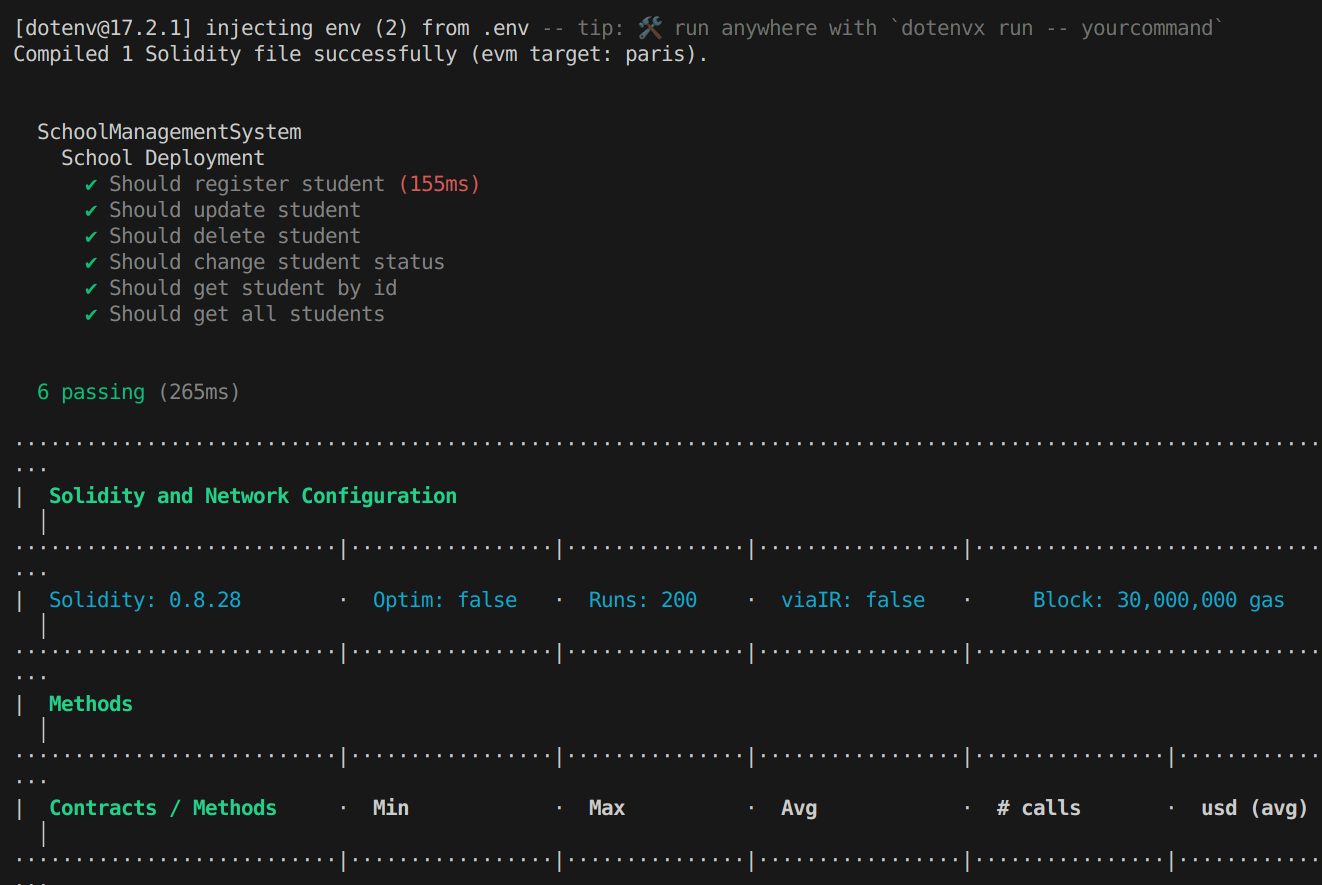 [dotenv@17.2.1] injecting env (2) from .env -- tip: 🛠️ run anywhere with `dotenvx run -- yourcommand`
Compiled 1 Solidity file successfully (evm target: paris).
SchoolManagementSystem
School Deployment
✔ Should register student (155ms)
✔ Should update student
✔ Should delete student
✔ Should change student status
✔ Should get student by id
✔ Should get all students
6 passing (265ms)
| Solidity and Network Configuration
|
| Solidity: 0.8.28 · Optim: false · Runs: 200 · viaIR: false · Block: 30,000,000 gas
|
| Methods
|
| Contracts / Methods · Min · Max · Avg · # calls · usd (avg)
|